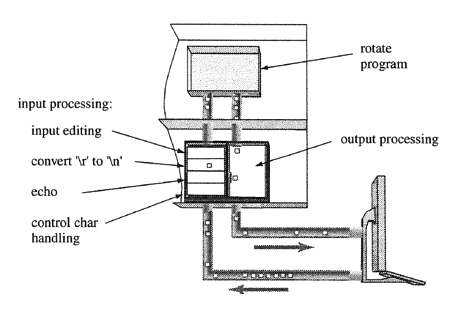 rotate
program
input processing:
input editing
convert '\r' to '\n'
echo
control char
handling
output processing